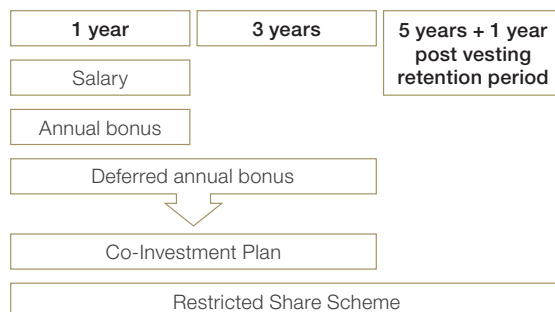 1 year
3 years
5 years + 1 year
post vesting
retention period
Salary
Annual bonus
Deferred annual bonus
Co-Investment Plan
Restricted Share Scheme